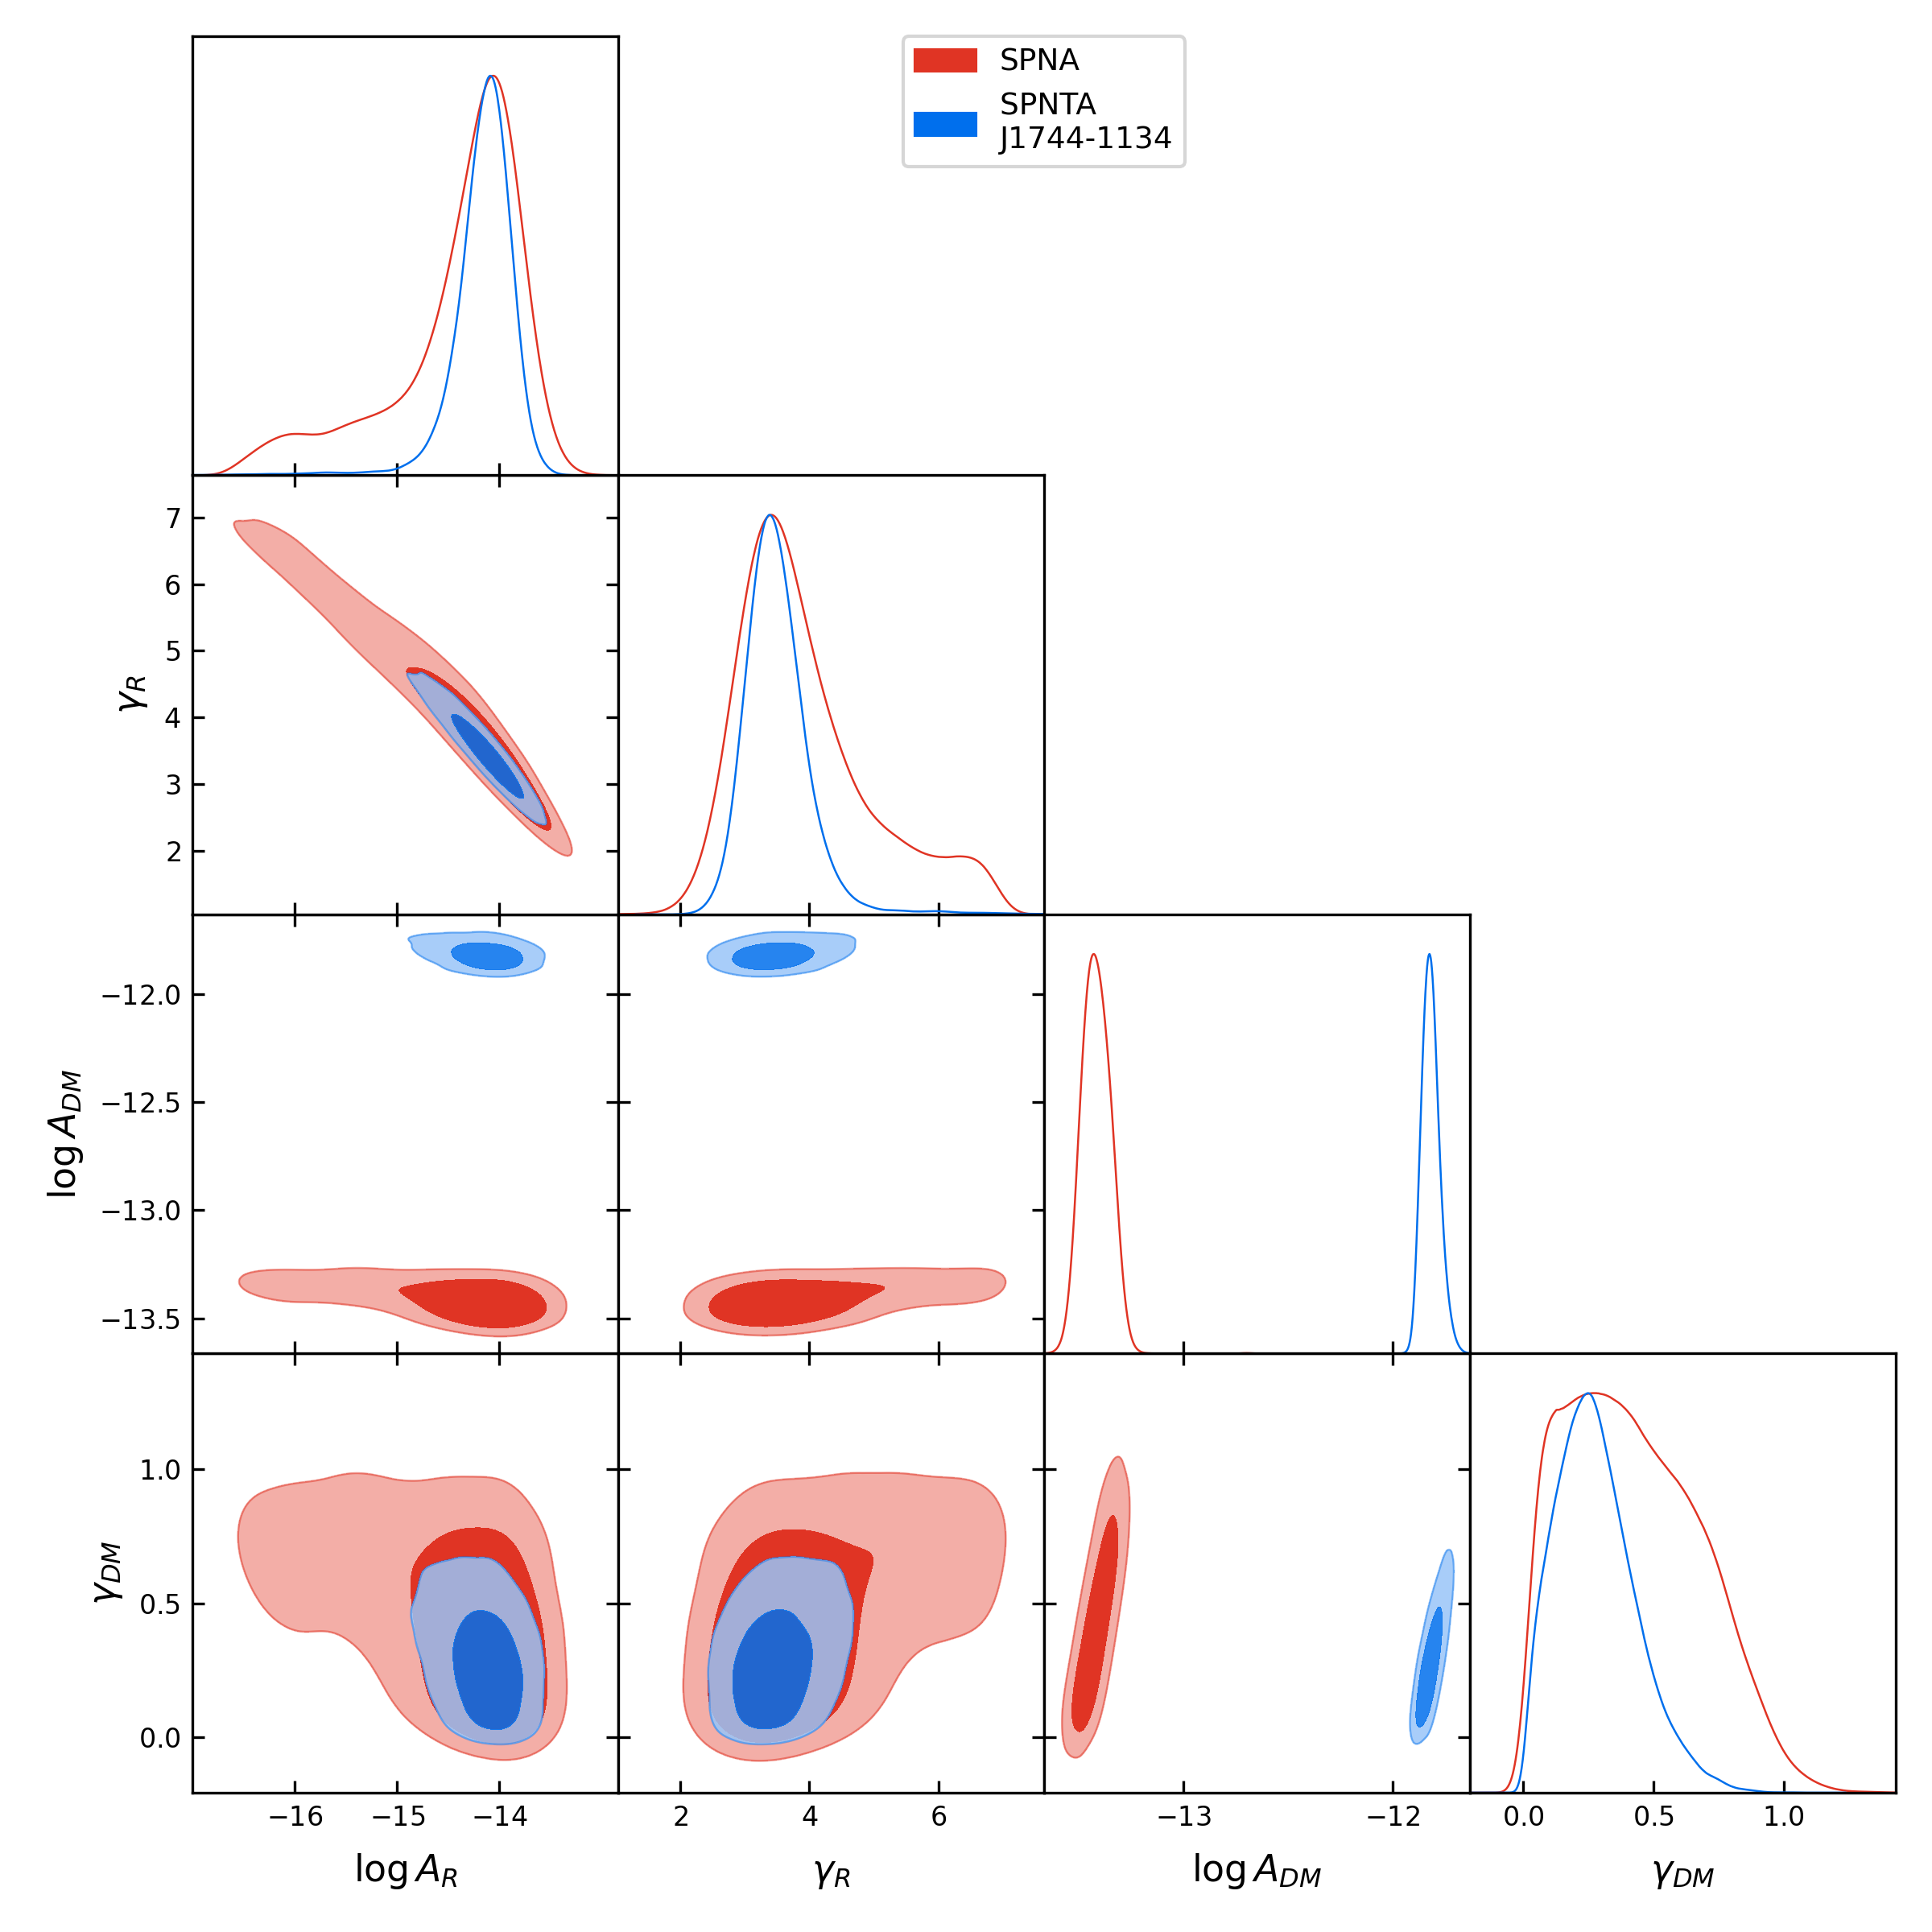 SPNA
SPNTA
J1744-1134
7
6
5
4
3
2
γR
−12.0
−12.5
−13.0
−13.5
log ADM
1.0
0.5
0.0
γDM
−16 −15 −14 2 4 6 −13 −12 0.0 0.5 1.0
log AR γR log ADM γDM